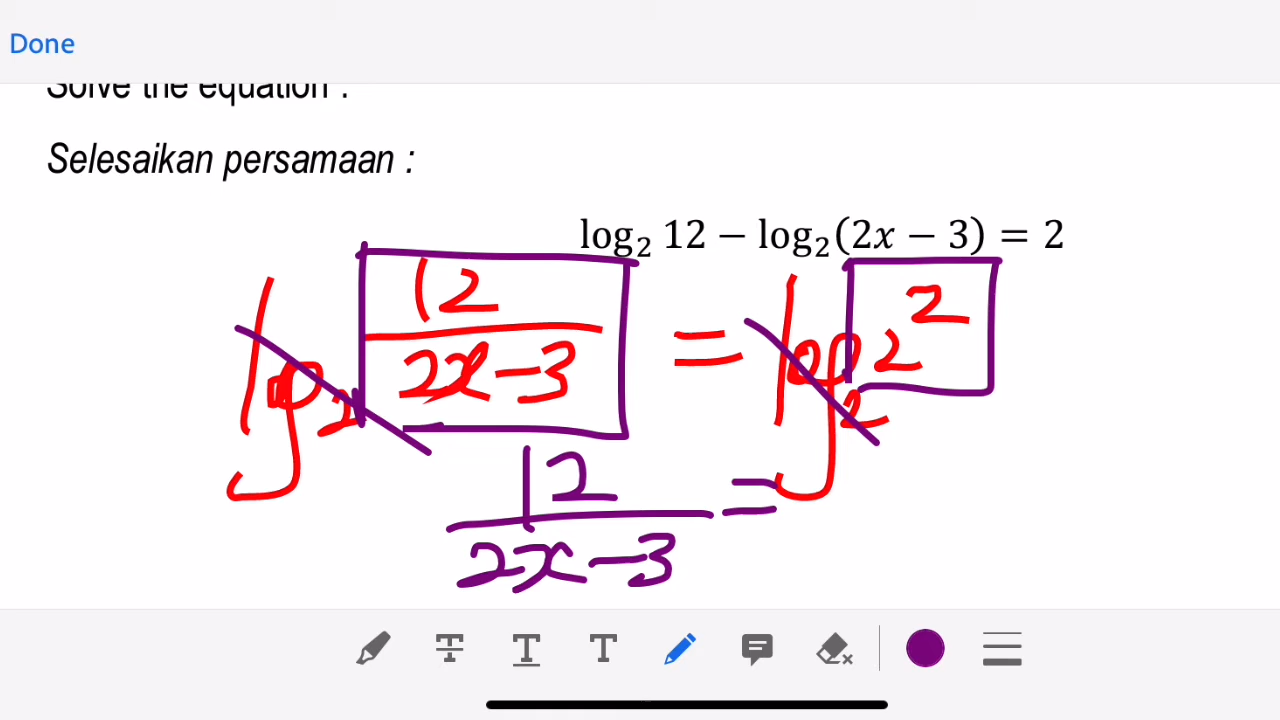 Done
Solve the equation :
Selesaikan persamaan :
log₂ 12 − log₂(2x − 3) = 2
log₂ 12/(2x−3) = log₂ 2²
12/(2x−3) =
T T T